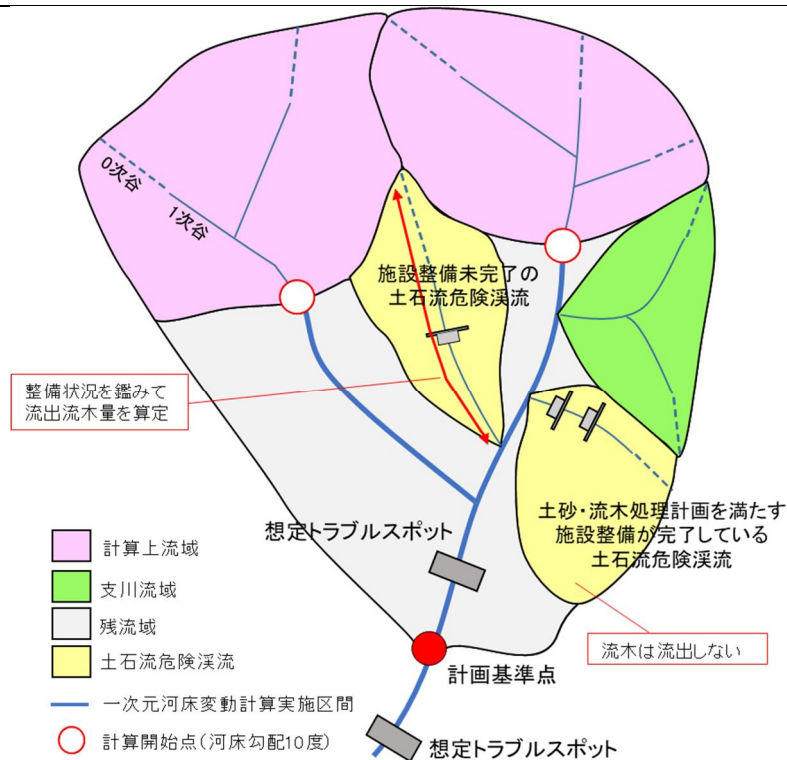 0次谷
1次谷
施設整備未完了の
土石流危険渓流
整備状況を鑑みて
流出流木量を算定
土砂・流木処理計画を満たす
施設整備が完了している
土石流危険渓流
想定トラブルスポット
流木は流出しない
計画基準点
想定トラブルスポット
計算上流域
支川流域
残流域
土石流危険渓流
一次元河床変動計算実施区間
計算開始点(河床勾配10度)